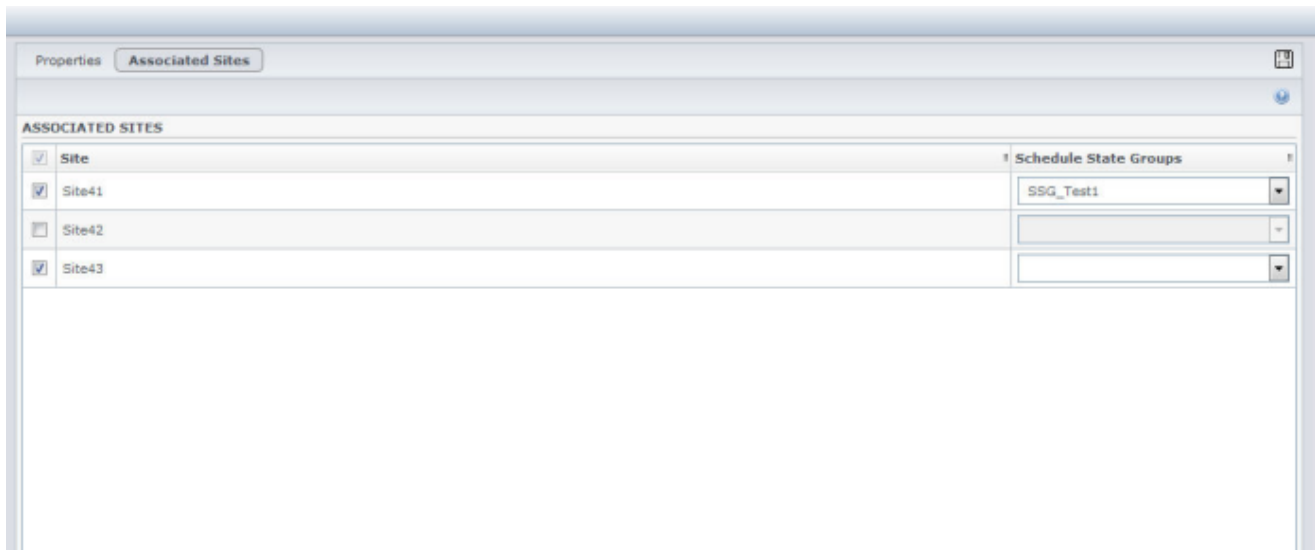 Properties Associated Sites
ASSOCIATED SITES
Site Schedule State Groups
Site41 SSG_Test1
Site42
Site43